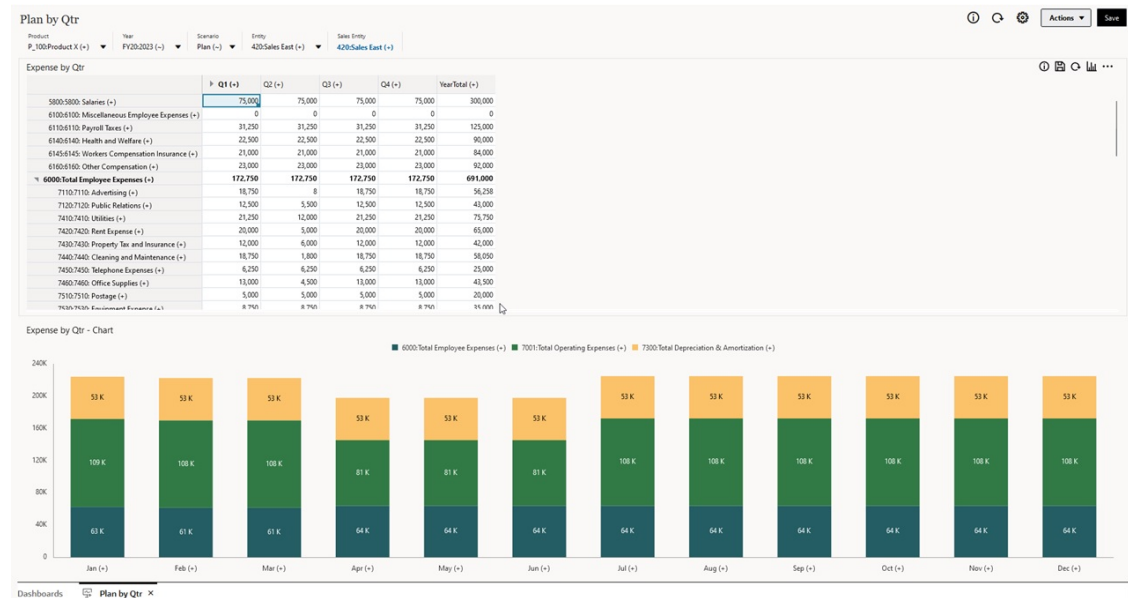 Plan by Qtr
Actions
Save
Product Year Scenario Entity Sales Entity
P_100:Product X (+) FY20:2023 (~) Plan (~) 420:Sales East (+) 420:Sales East (+)
Expense by Qtr
Q1 (+) Q2 (+) Q3 (+) Q4 (+) YearTotal (+)
5800:5800: Salaries (+) 75,000 75,000 75,000 75,000 300,000
6100:6100: Miscellaneous Employee Expenses (+) 0 0 0 0 0
6110:6110: Payroll Taxes (+) 31,250 31,250 31,250 31,250 125,000
6140:6140: Health and Welfare (+) 22,500 22,500 22,500 22,500 90,000
6145:6145: Workers Compensation Insurance (+) 21,000 21,000 21,000 21,000 84,000
6160:6160: Other Compensation (+) 23,000 23,000 23,000 23,000 92,000
6000:Total Employee Expenses (+) 172,750 172,750 172,750 172,750 691,000
7110:7110: Advertising (+) 18,750 8 18,750 18,750 56,258
7120:7120: Public Relations (+) 12,500 5,500 12,500 12,500 43,000
7410:7410: Utilities (+) 21,250 12,000 21,250 21,250 75,750
7420:7420: Rent Expense (+) 20,000 5,000 20,000 20,000 65,000
7430:7430: Property Tax and Insurance (+) 12,000 6,000 12,000 12,000 42,000
7440:7440: Cleaning and Maintenance (+) 18,750 1,800 18,750 18,750 58,050
7450:7450: Telephone Expenses (+) 6,250 6,250 6,250 6,250 25,000
7460:7460: Office Supplies (+) 13,000 4,500 13,000 13,000 43,500
7510:7510: Postage (+) 5,000 5,000 5,000 5,000 20,000
7530:7530: Equipment Expense (+) 8,750 8,750 8,750 8,750 35,000
Expense by Qtr - Chart
6000:Total Employee Expenses (+) 7001:Total Operating Expenses (+) 7300:Total Depreciation & Amortization (+)
240K
200K
160K
120K
80K
40K
0
53 K 53 K 53 K 53 K 53 K 53 K 53 K 53 K 53 K 53 K 53 K 53 K
109 K 108 K 108 K 81 K 81 K 81 K 108 K 108 K 108 K 108 K 108 K 108 K
63 K 61 K 61 K 64 K 64 K 64 K 64 K 64 K 64 K 64 K 64 K 64 K
Jan (+) Feb (+) Mar (+) Apr (+) May (+) Jun (+) Jul (+) Aug (+) Sep (+) Oct (+) Nov (+) Dec (+)
Dashboards Plan by Qtr ×